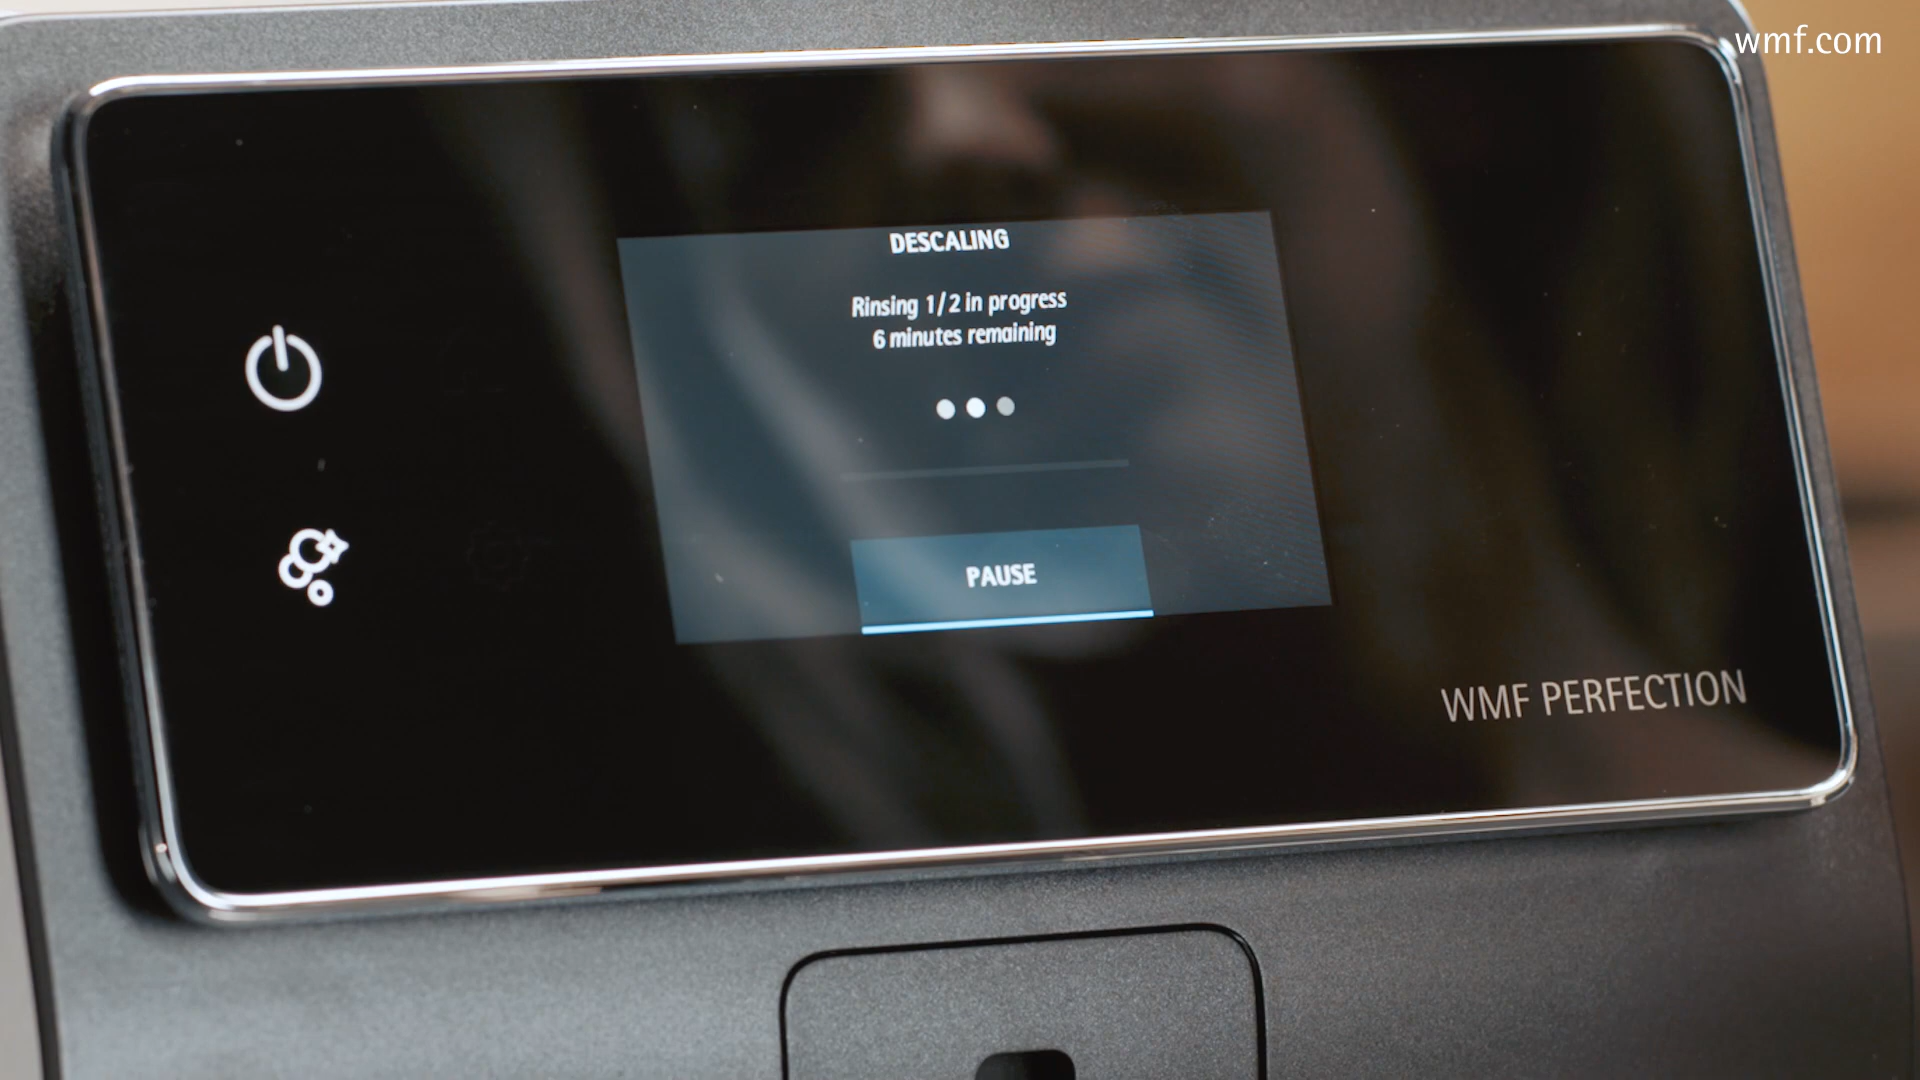 wmf.com
DESCALING
Rinsing 1/2 in progress
6 minutes remaining
PAUSE
WMF PERFECTION